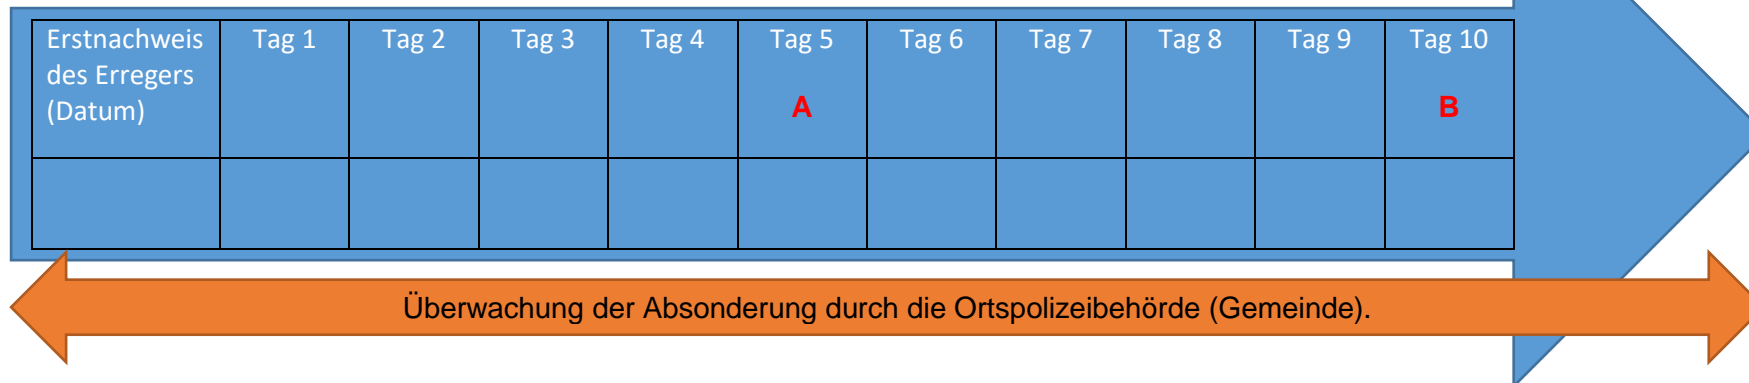 Erstnachweis Tag 1 Tag 2 Tag 3 Tag 4 Tag 5 Tag 6 Tag 7 Tag 8 Tag 9 Tag 10
des Erregers
(Datum) A B
Überwachung der Absonderung durch die Ortspolizeibehörde (Gemeinde).